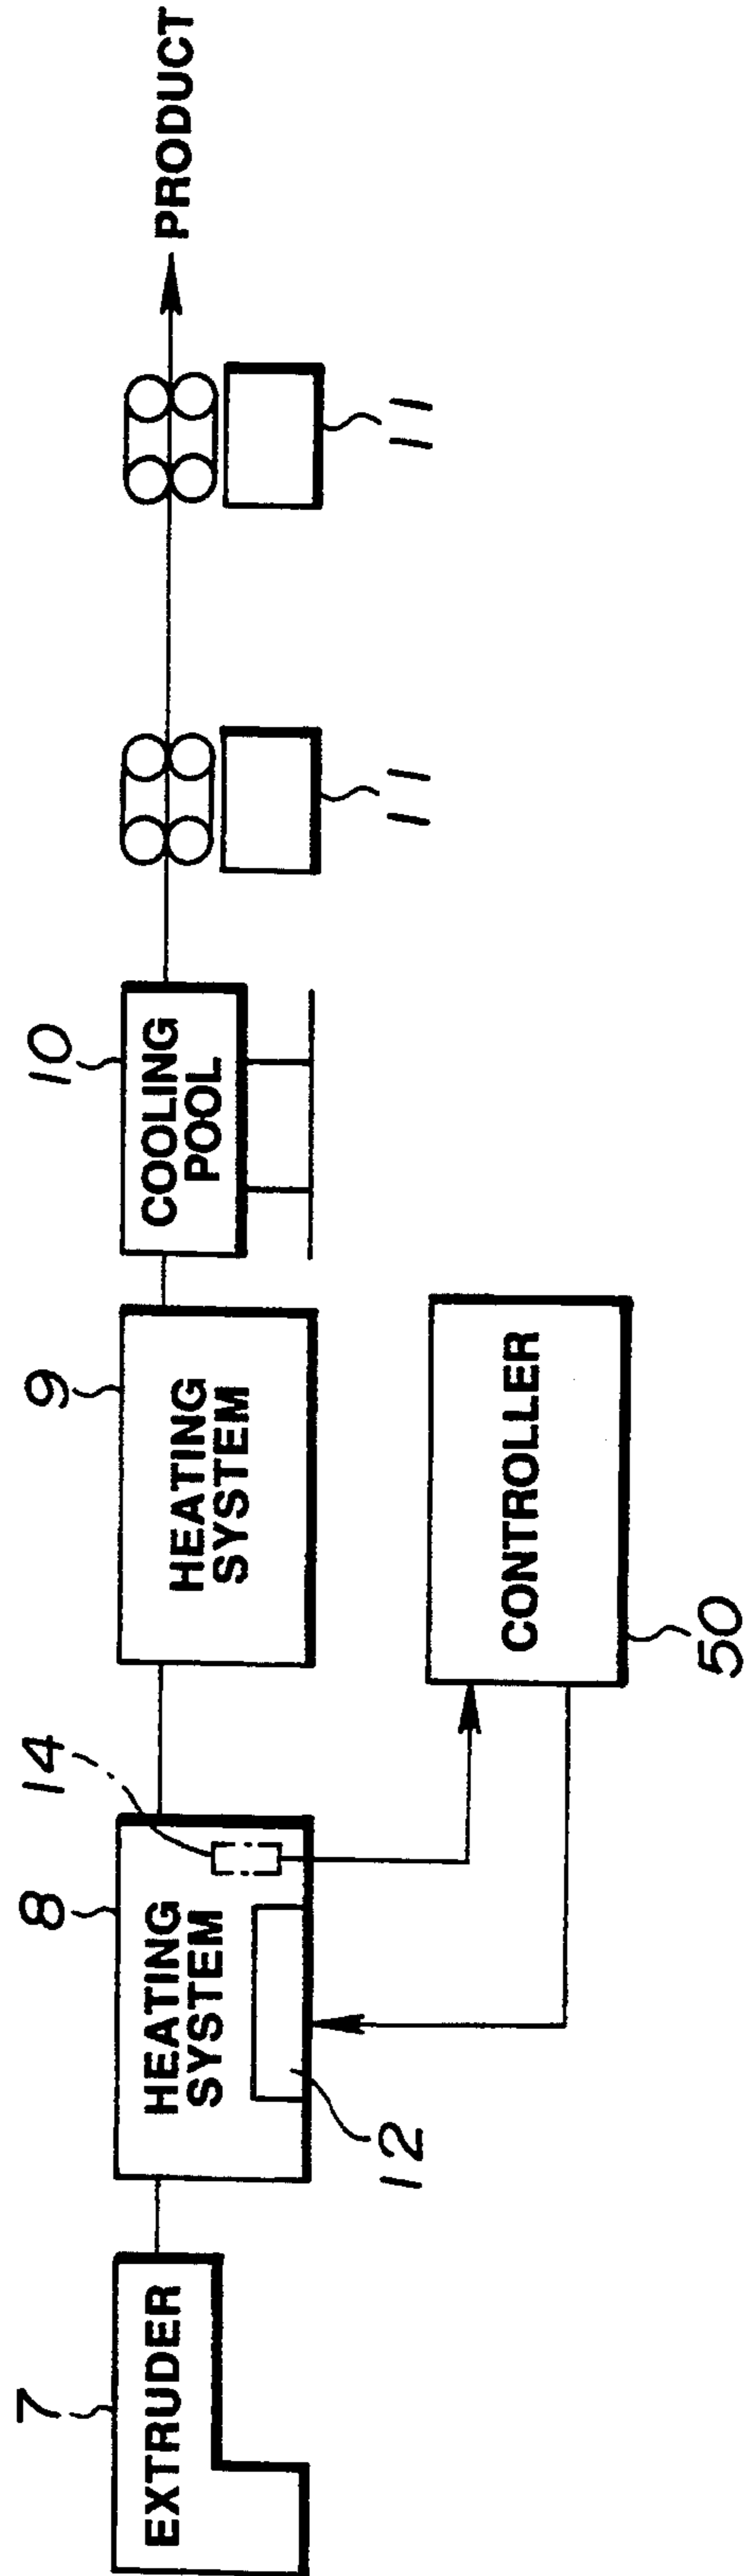 7
EXTRUDER
8
HEATING
SYSTEM
12
14
9
HEATING
SYSTEM
10
COOLING
POOL
11
11
PRODUCT
CONTROLLER
50